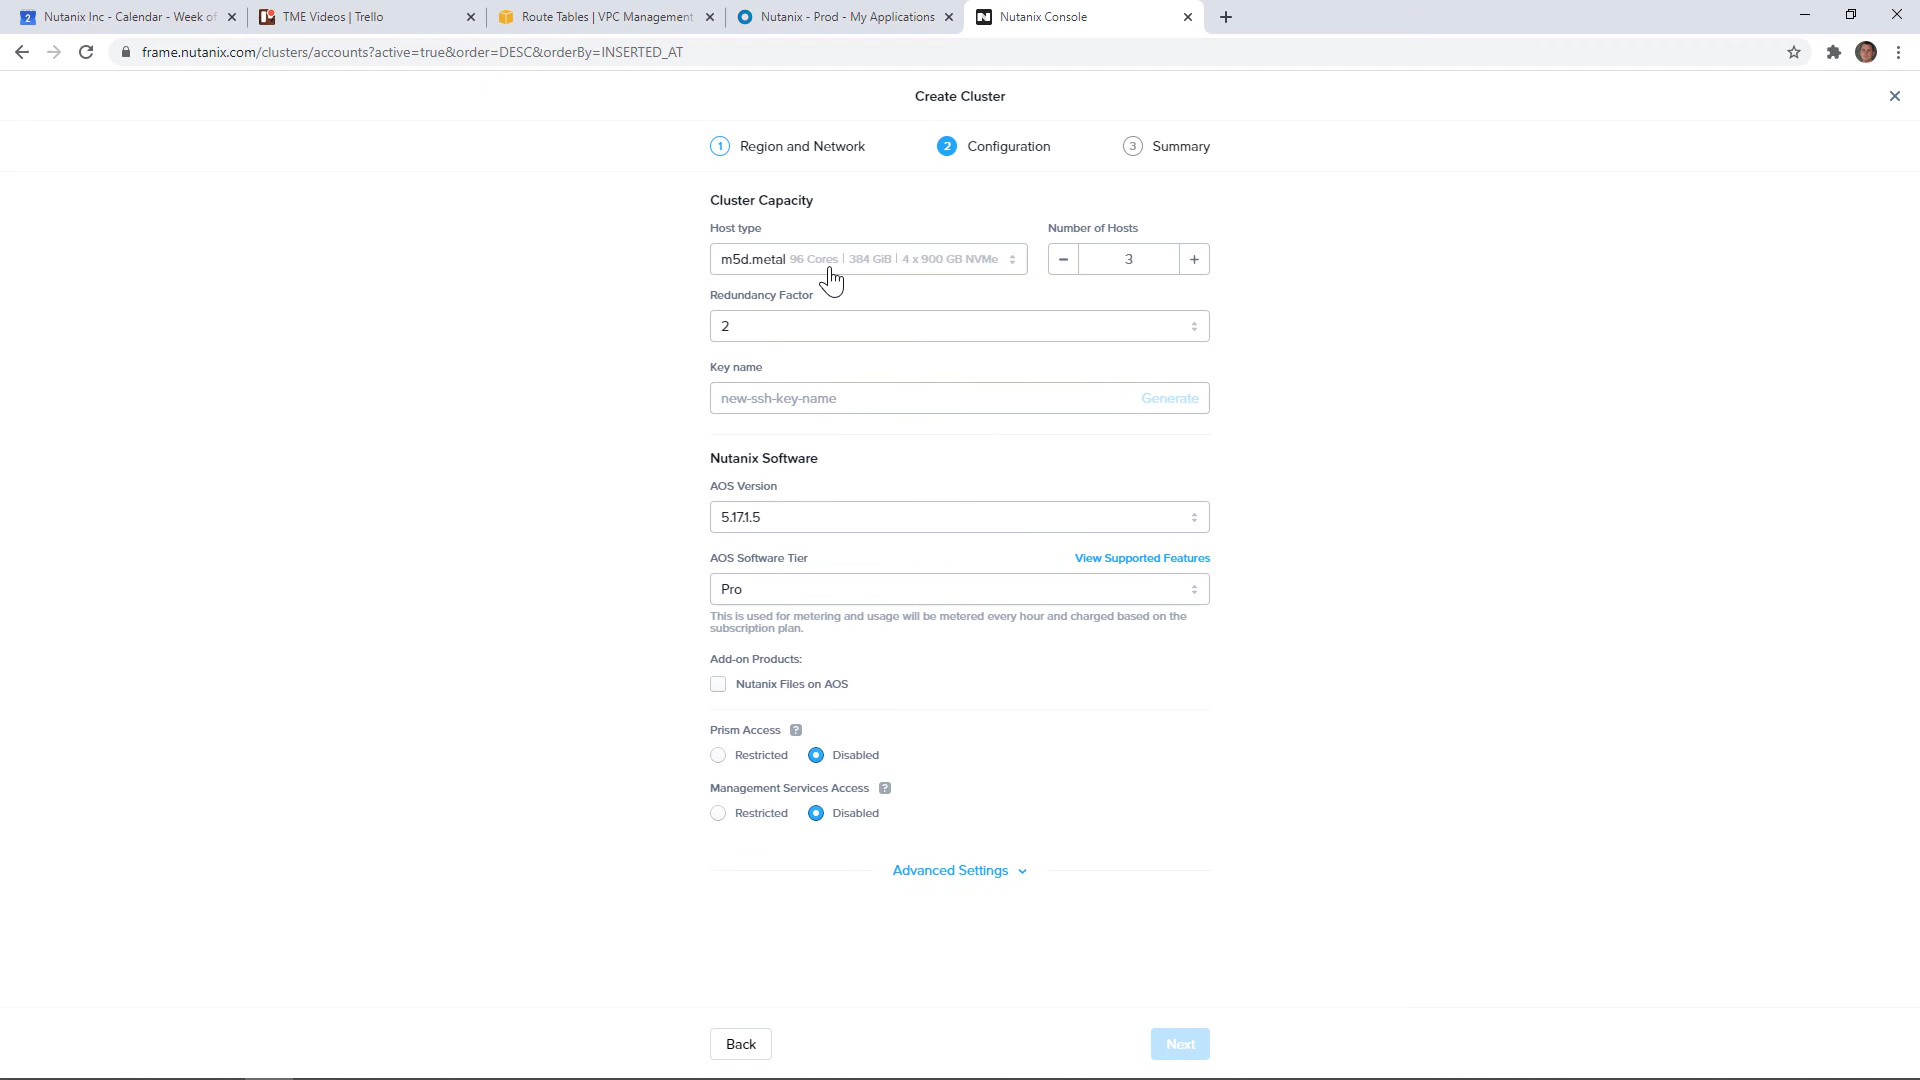 2 Nutanix Inc - Calendar - Week of
TME Videos | Trello
Route Tables | VPC Management
Nutanix - Prod - My Applications
Nutanix Console
frame.nutanix.com/clusters/accounts?active=true&order=DESC&orderBy=INSERTED_AT
Create Cluster
1 Region and Network
2 Configuration
3 Summary
Cluster Capacity
Host type
Number of Hosts
m5d.metal 96 Cores | 384 GiB | 4 x 900 GB NVMe
− 3 +
Redundancy Factor
2
Key name
new-ssh-key-name
Generate
Nutanix Software
AOS Version
5.17.1.5
AOS Software Tier
View Supported Features
Pro
This is used for metering and usage will be metered every hour and charged based on the
subscription plan.
Add-on Products:
Nutanix Files on AOS
Prism Access ?
Restricted Disabled
Management Services Access ?
Restricted Disabled
Advanced Settings
Back
Next